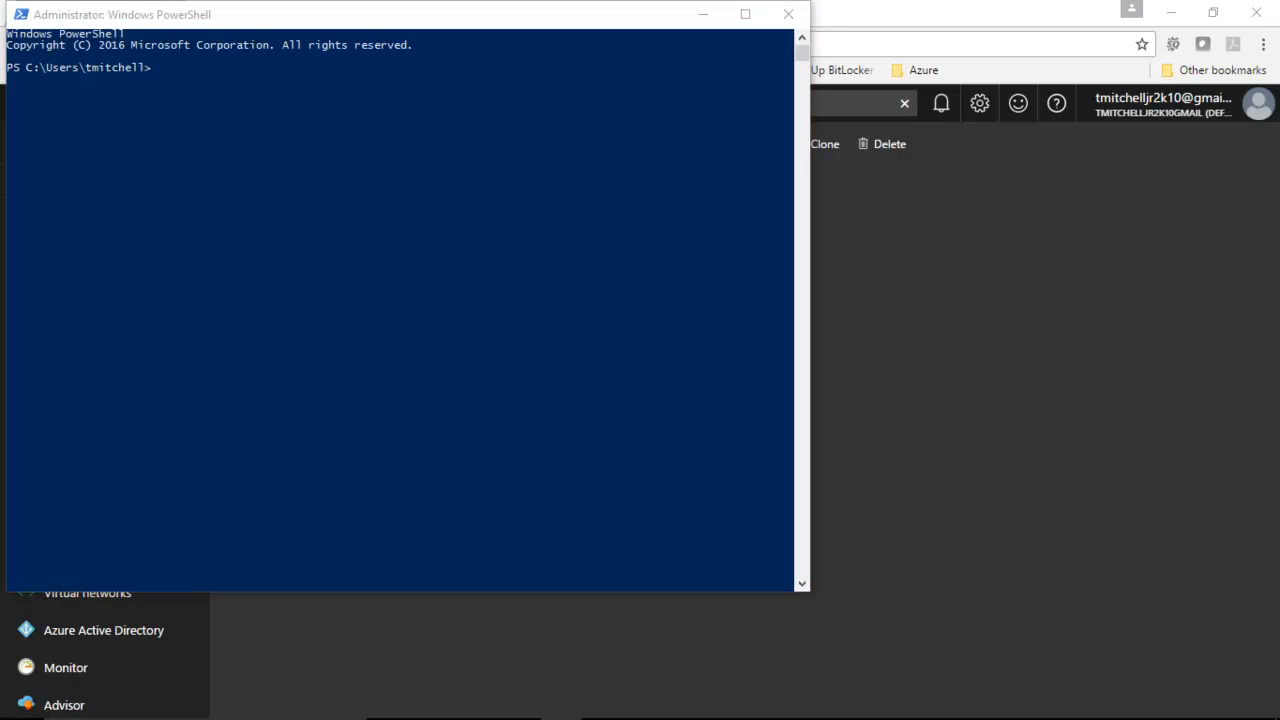 Administrator: Windows PowerShell
Windows PowerShell
Copyright (C) 2016 Microsoft Corporation. All rights reserved.
PS C:\Users\tmitchell>
Up BitLocker
Azure
Other bookmarks
tmitchelljr2k10@gmai...
TMITCHELLJR2K10GMAIL (DEF...
Clone
Delete
Virtual networks
Azure Active Directory
Monitor
Advisor